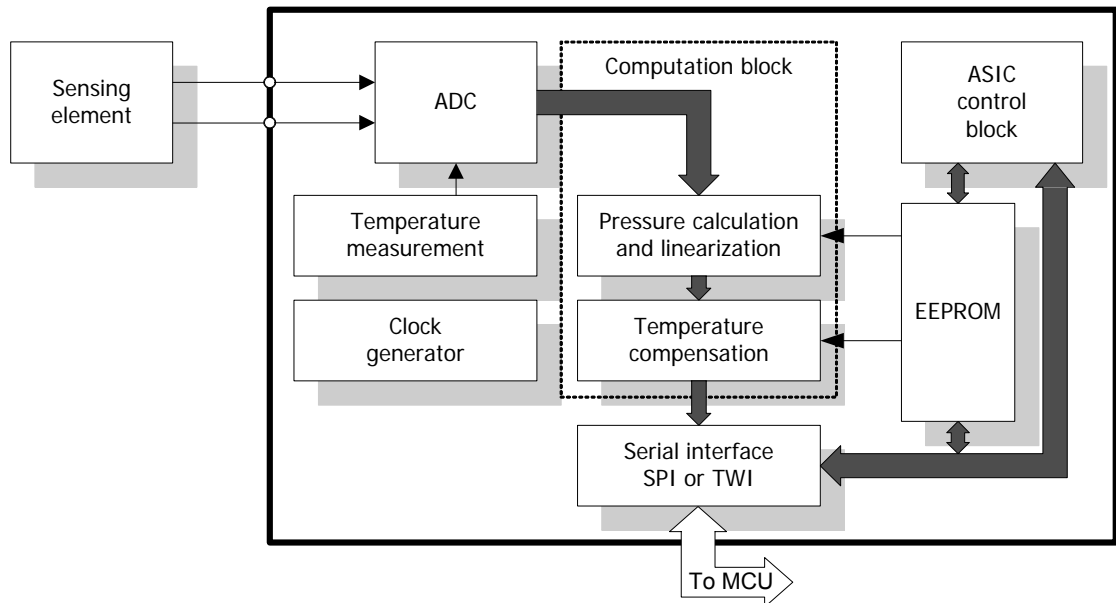 Sensing
element
ADC
Computation block
ASIC
control
block
Temperature
measurement
Pressure calculation
and linearization
Clock
generator
Temperature
compensation
EEPROM
Serial interface
SPI or TWI
To MCU